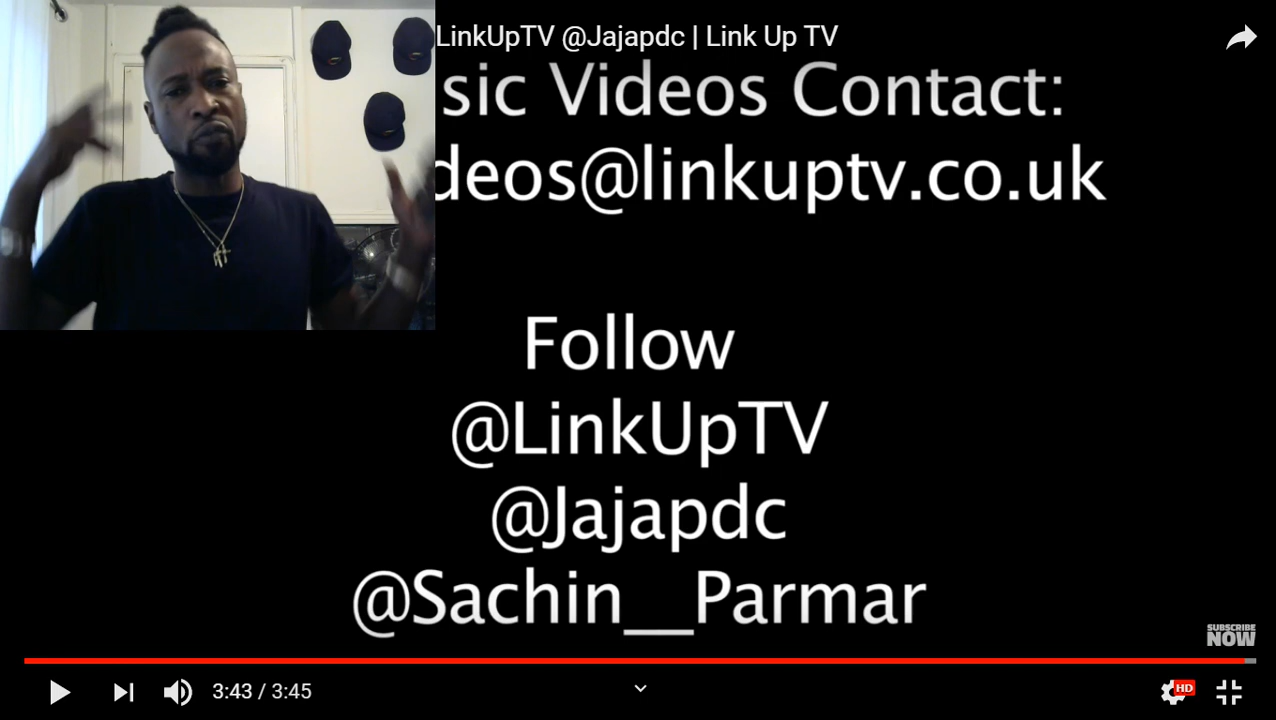 LinkUpTV @Jajapdc | Link Up TV
sic Videos Contact:
deos@linkuptv.co.uk
Follow
@LinkUpTV
@Jajapdc
@Sachin__Parmar
SUBSCRIBE
NOW
3:43 / 3:45
HD